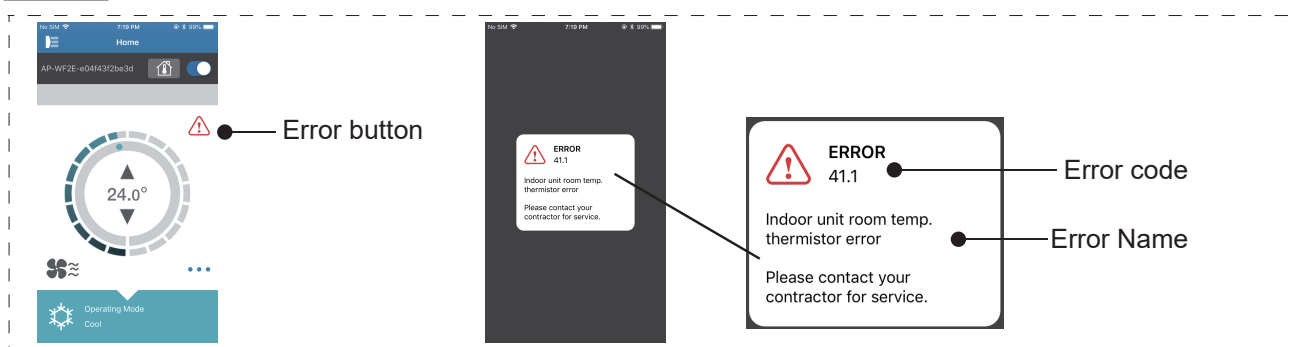 No SIM 7:19 PM 99%
Home
AP-WF2E-e04f43f2be3d
Error button
24.0°
Operating Mode
Cool
No SIM 7:19 PM 99%
ERROR
41.1
Indoor unit room temp.
thermistor error
Please contact your
contractor for service.
ERROR
41.1
Error code
Indoor unit room temp.
thermistor error
Error Name
Please contact your
contractor for service.